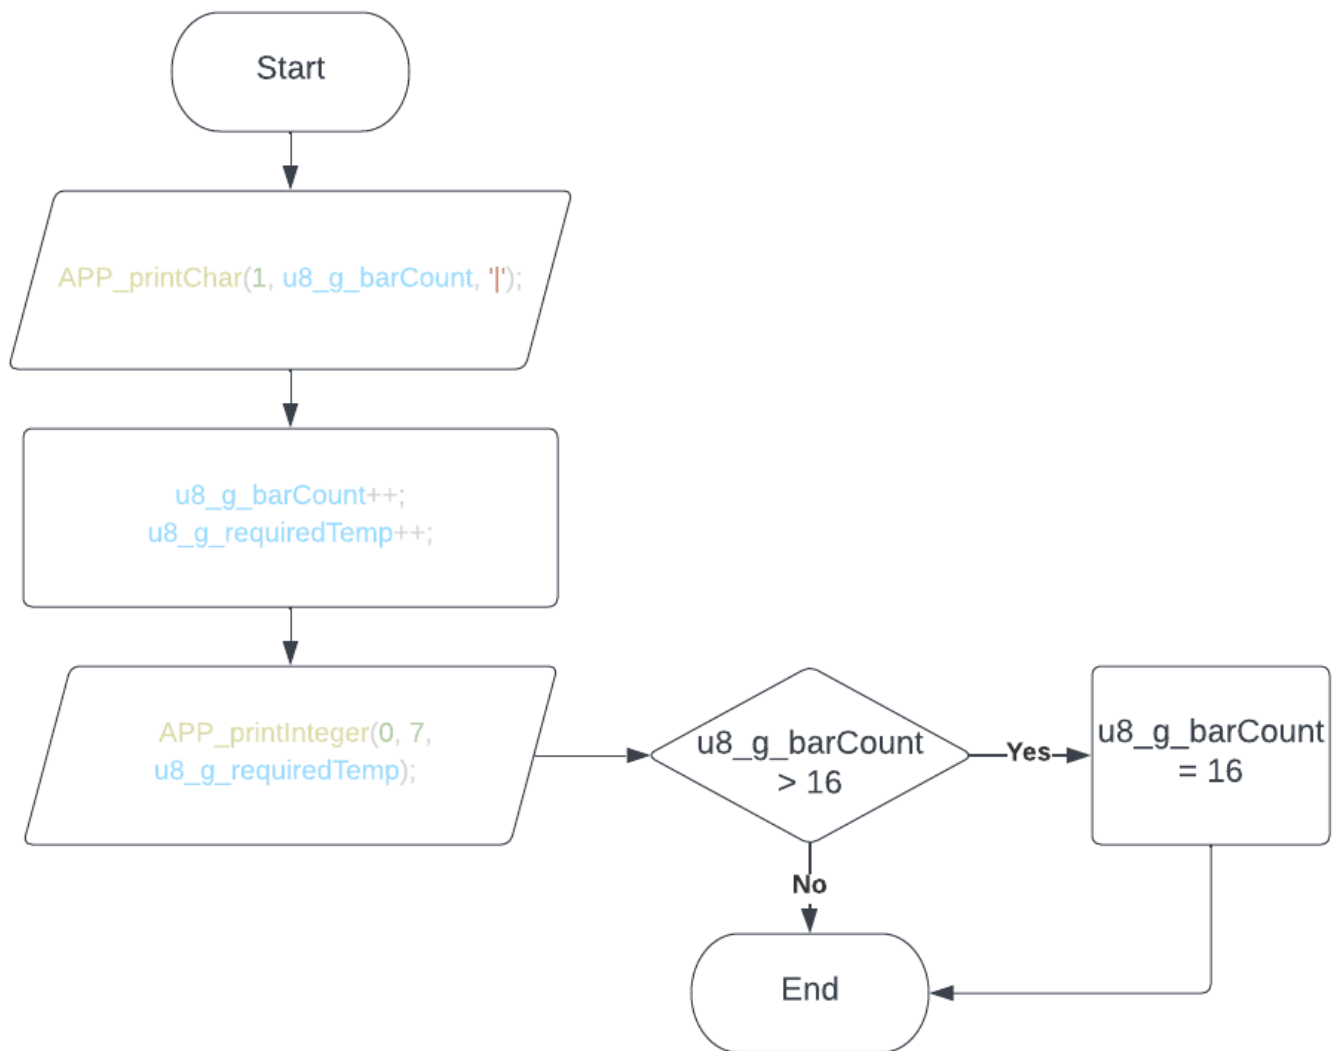 Start
APP_printChar(1, u8_g_barCount, '|');
u8_g_barCount++;
u8_g_requiredTemp++;
APP_printInteger(0, 7,
u8_g_requiredTemp);
u8_g_barCount
> 16
Yes
u8_g_barCount
= 16
No
End